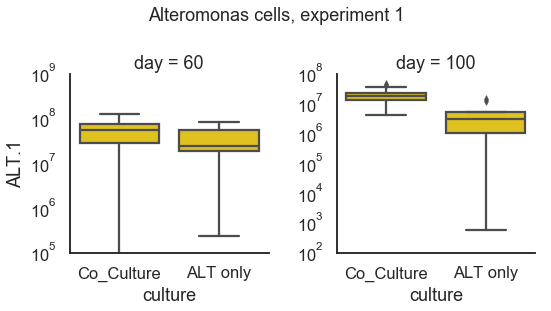 Alteromonas cells, experiment 1
day = 60
day = 100
ALT.1
10^9
10^8
10^7
10^6
10^5
10^8
10^7
10^6
10^5
10^4
10^3
10^2
Co_Culture
ALT only
culture
Co_Culture
ALT only
culture